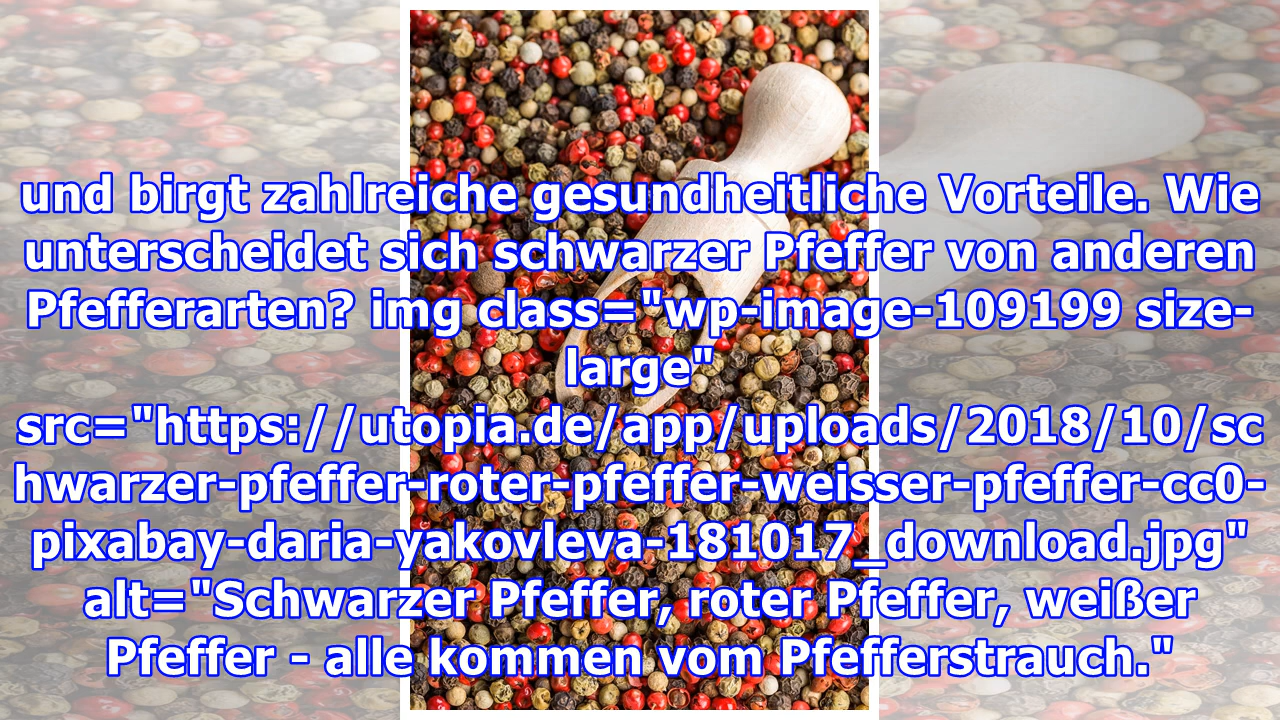 und birgt zahlreiche gesundheitliche Vorteile. Wie
unterscheidet sich schwarzer Pfeffer von anderen
Pfefferarten? img class="wp-image-109199 size-
large"
src="https://utopia.de/app/uploads/2018/10/sc
hwarzer-pfeffer-roter-pfeffer-weisser-pfeffer-cc0-
pixabay-daria-yakovleva-181017_download.jpg"
alt="Schwarzer Pfeffer, roter Pfeffer, weißer
Pfeffer - alle kommen vom Pfefferstrauch."